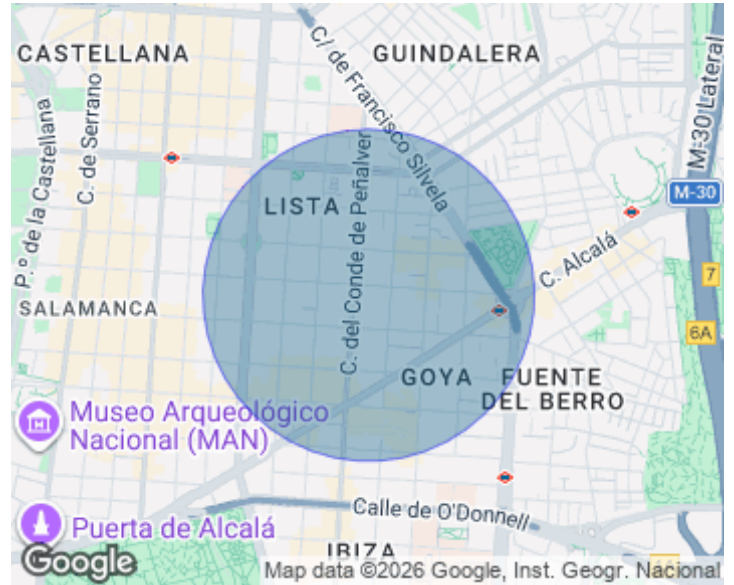 CASTELLANA
GUINDALERA
C/ de Francisco Silvela
C. de Serrano
M-30 Lateral
M-30
LISTA
C. del Conde de Peñalver
P.º de la Castellana
C. Alcalá
7
SALAMANCA
6A
GOYA
FUENTE
DEL BERRO
Museo Arqueológico
Nacional (MAN)
Calle de O'Donnell
Puerta de Alcalá
IBIZA
Google
Map data ©2026 Google, Inst. Geogr. Nacional